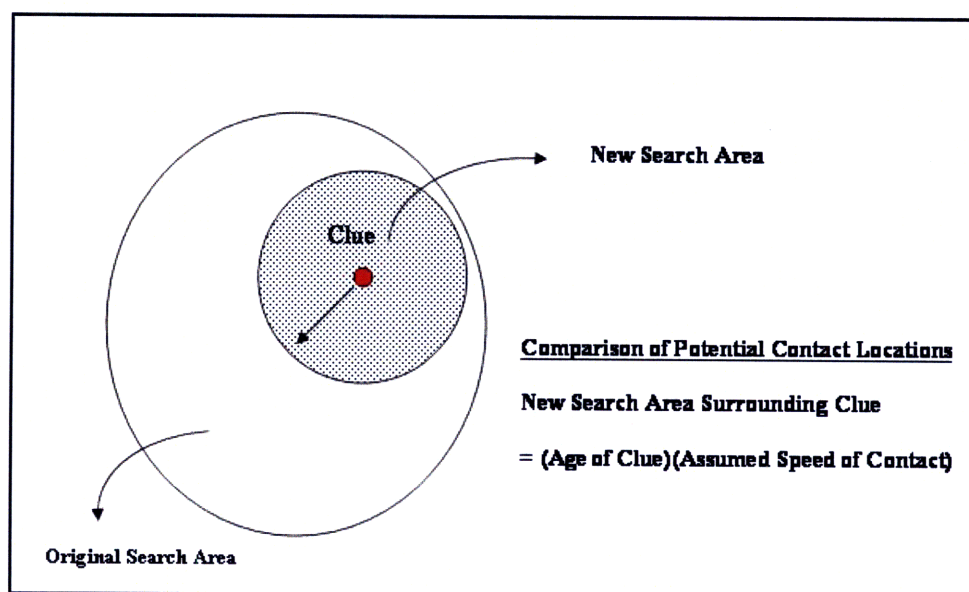 New Search Area
Clue
Comparison of Potential Contact Locations
New Search Area Surrounding Clue
= (Age of Clue)(Assumed Speed of Contact)
Original Search Area